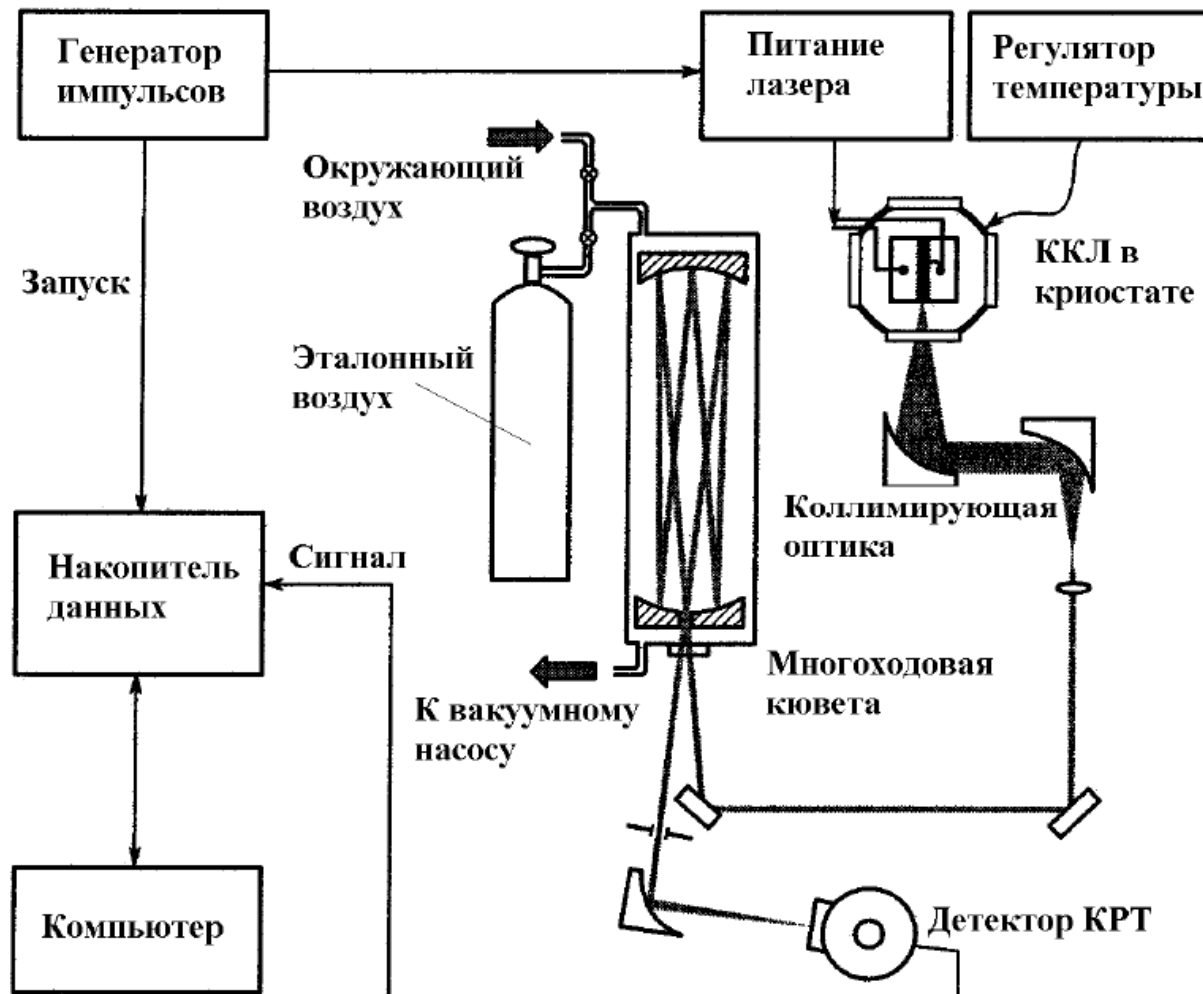 Генератор
импульсов
Питание
лазера
Регулятор
температуры
Окружающий
воздух
ККЛ в
криостате
Запуск
Эталонный
воздух
Коллимирующая
оптика
Накопитель
данных
Сигнал
Многоходовая
кювета
К вакуумному
насосу
Компьютер
Детектор КРТ